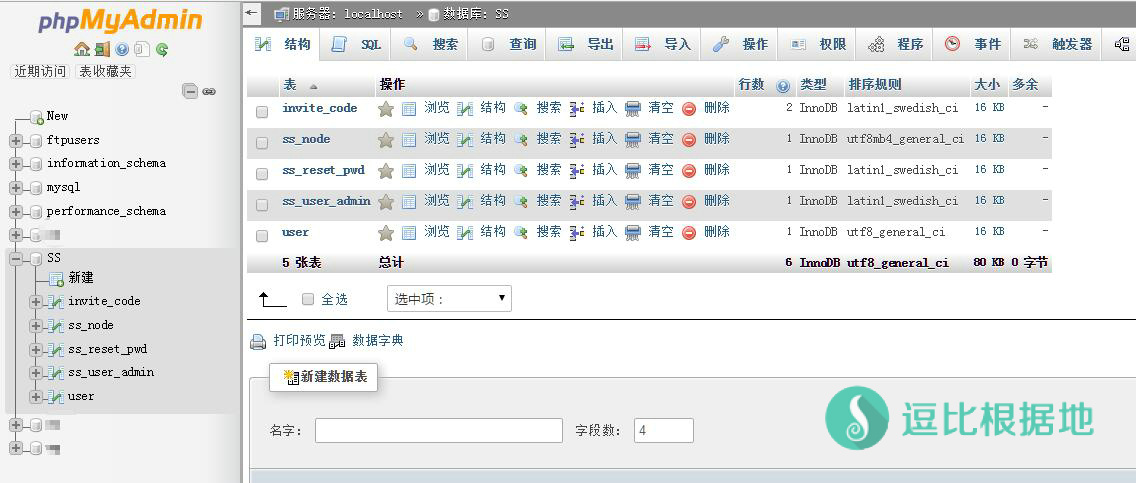 phpMyAdmin
近期访问 表收藏夹
New
ftpusers
information_schema
mysql
performance_schema
SS
新建
invite_code
ss_node
ss_reset_pwd
ss_user_admin
user
服务器: localhost » 数据库: SS
结构 SQL 搜索 查询 导出 导入 操作 权限 程序 事件 触发器
表 操作 行数 类型 排序规则 大小 多余
invite_code 浏览 结构 搜索 插入 清空 删除 2 InnoDB latin1_swedish_ci 16 KB -
ss_node 浏览 结构 搜索 插入 清空 删除 1 InnoDB utf8mb4_general_ci 16 KB -
ss_reset_pwd 浏览 结构 搜索 插入 清空 删除 1 InnoDB latin1_swedish_ci 16 KB -
ss_user_admin 浏览 结构 搜索 插入 清空 删除 1 InnoDB latin1_swedish_ci 16 KB -
user 浏览 结构 搜索 插入 清空 删除 1 InnoDB utf8_general_ci 16 KB -
5 张表 总计 6 InnoDB utf8_general_ci 80 KB 0 字节
全选 选中项:
打印预览 数据字典
新建数据表
名字: 字段数: 4
逗比根据地